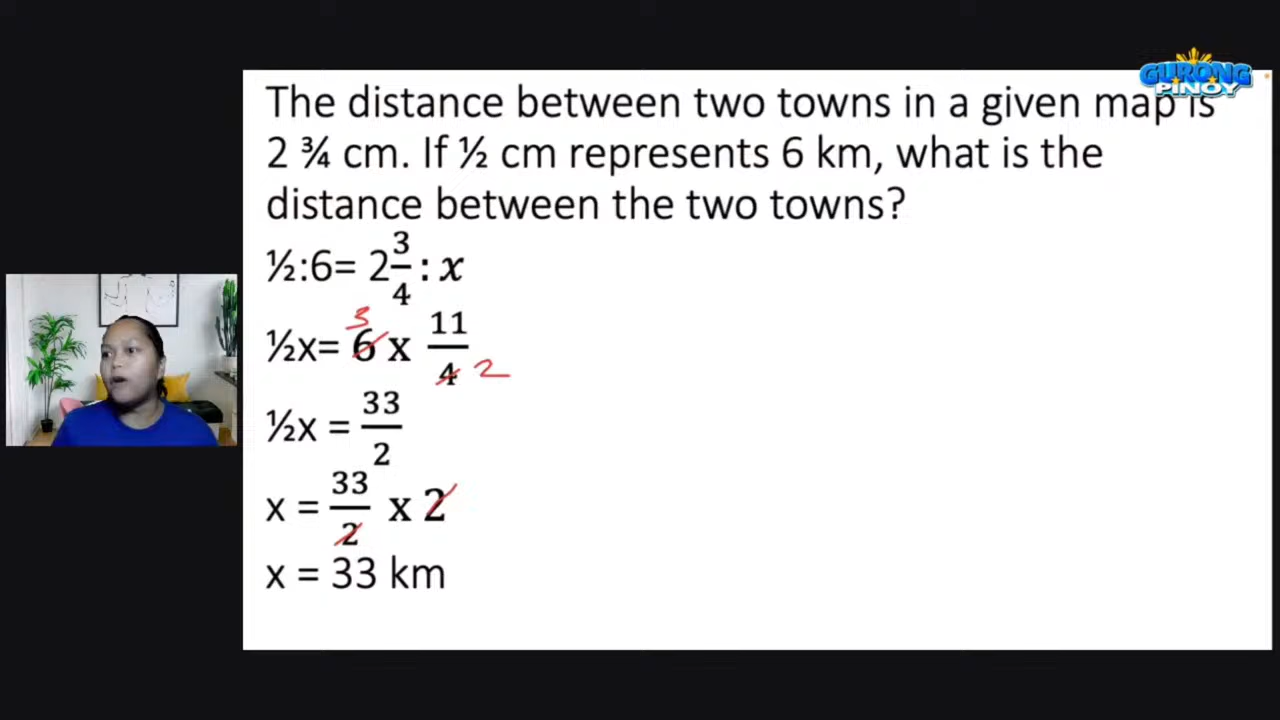 GURONG
PINOY
The distance between two towns in a given map is
2 ¾ cm. If ½ cm represents 6 km, what is the
distance between the two towns?
½:6= 2 3/4 : x
3
½x= 6 x 11/4 2
½x = 33/2
x = 33/2 x 2
x = 33 km